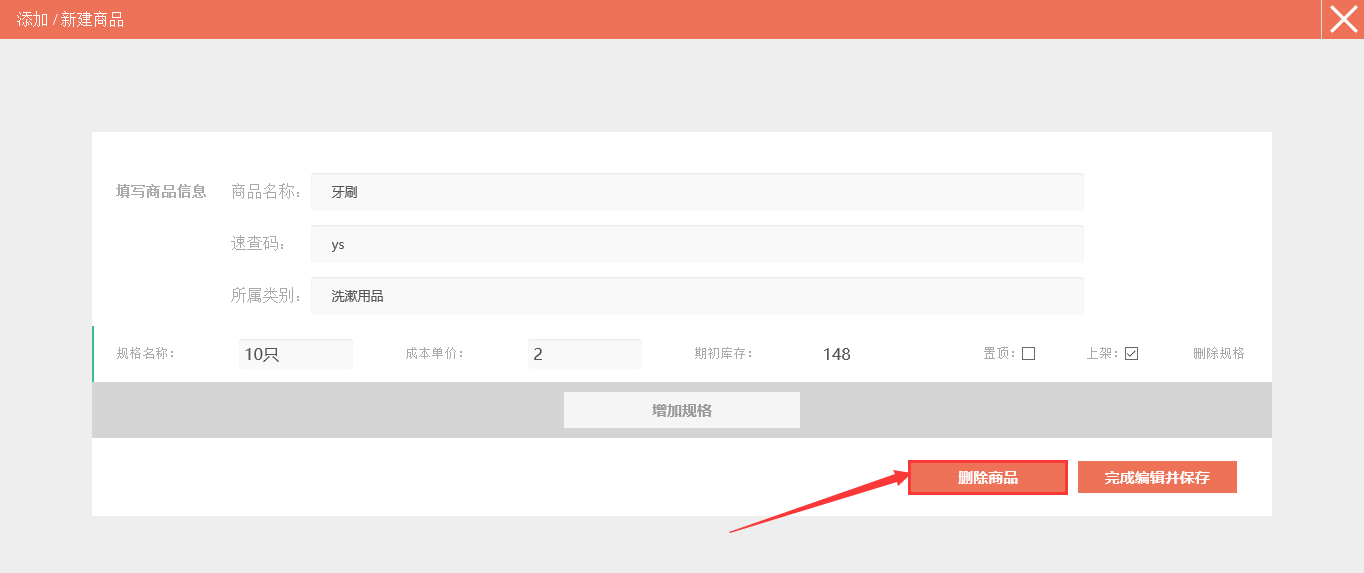 添加 / 新建商品
填写商品信息 商品名称： 牙刷
速查码： ys
所属类别： 洗漱用品
规格名称： 10只 成本单价： 2 期初库存： 148 置顶： 上架： 删除规格
增加规格
删除商品 完成编辑并保存